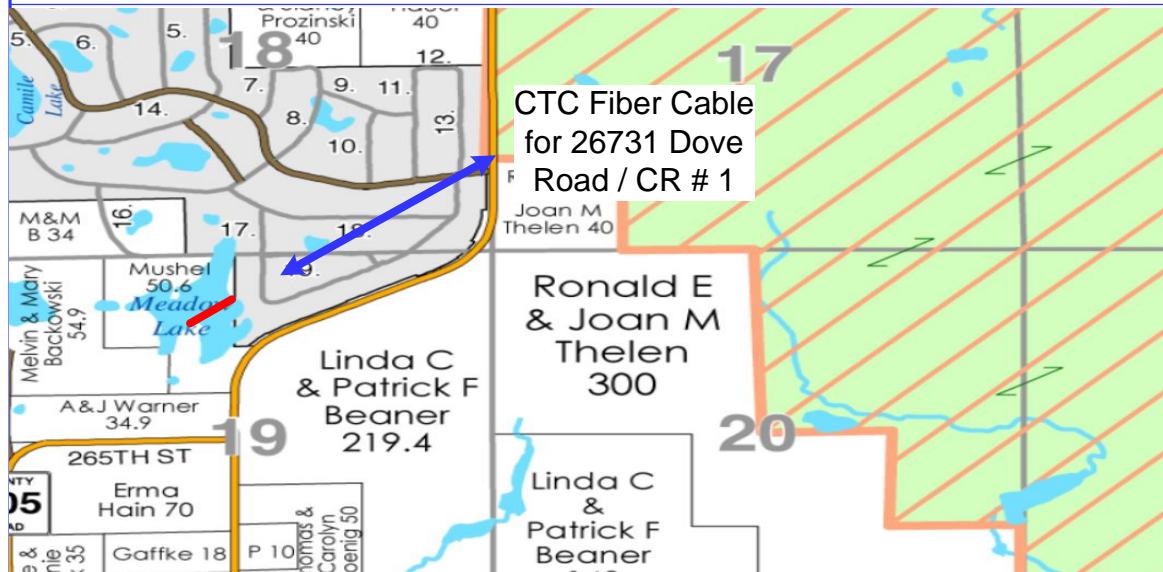 Prozinski
40
40
12.
5.
6.
5.
18
17
7.
9.
11.
14.
8.
10.
13.
Camile
Lake
CTC Fiber Cable
for 26731 Dove
Road / CR # 1
Joan M
Thelen 40
M&M
B 34
16.
17.
18.
19.
Mushel
50.6
Meadow
Lake
Melvin & Mary
Backowski
54.9
Ronald E
& Joan M
Thelen
300
Linda C
& Patrick F
Beaner
219.4
A&J Warner
34.9
19
20
265TH ST
05
Erma
Hain 70
Gaffke 18
P 10
Carolyn
Linda C
&
Patrick F
Beaner